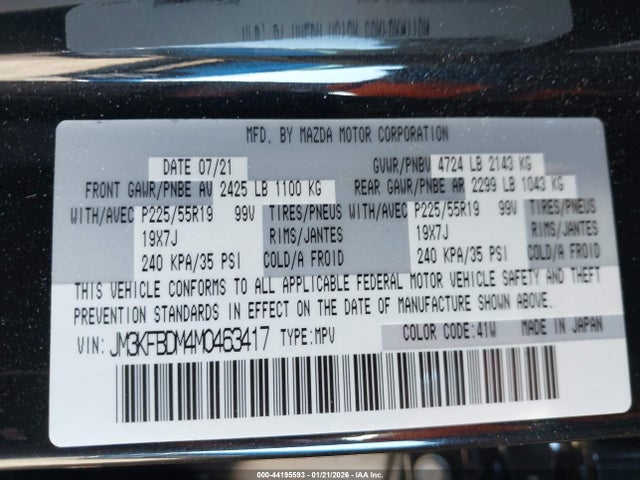 MFD. BY MAZDA MOTOR CORPORATION
DATE 07/21 GVWR/PNBV 4724 LB 2143 KG
FRONT GAWR/PNBE AV 2425 LB 1100 KG REAR GAWR/PNBE AR 2299 LB 1043 KG
WITH/AVEC P225/55R19 99V TIRES/PNEUS WITH/AVEC P225/55R19 99V TIRES/PNEUS
19X7J RIMS/JANTES 19X7J RIMS/JANTES
240 KPA/35 PSI COLD/A FROID 240 KPA/35 PSI COLD/A FROID
THIS VEHICLE CONFORMS TO ALL APPLICABLE FEDERAL MOTOR VEHICLE SAFETY AND THEFT
PREVENTION STANDARDS IN EFFECT ON THE DATE OF MANUFACTURE SHOWN ABOVE.
VIN: JM3KFBDM4M0463417 TYPE:MPV COLOR CODE:41W MADE IN JAPAN
000-44195593 - 01/21/2026 - IAA Inc.